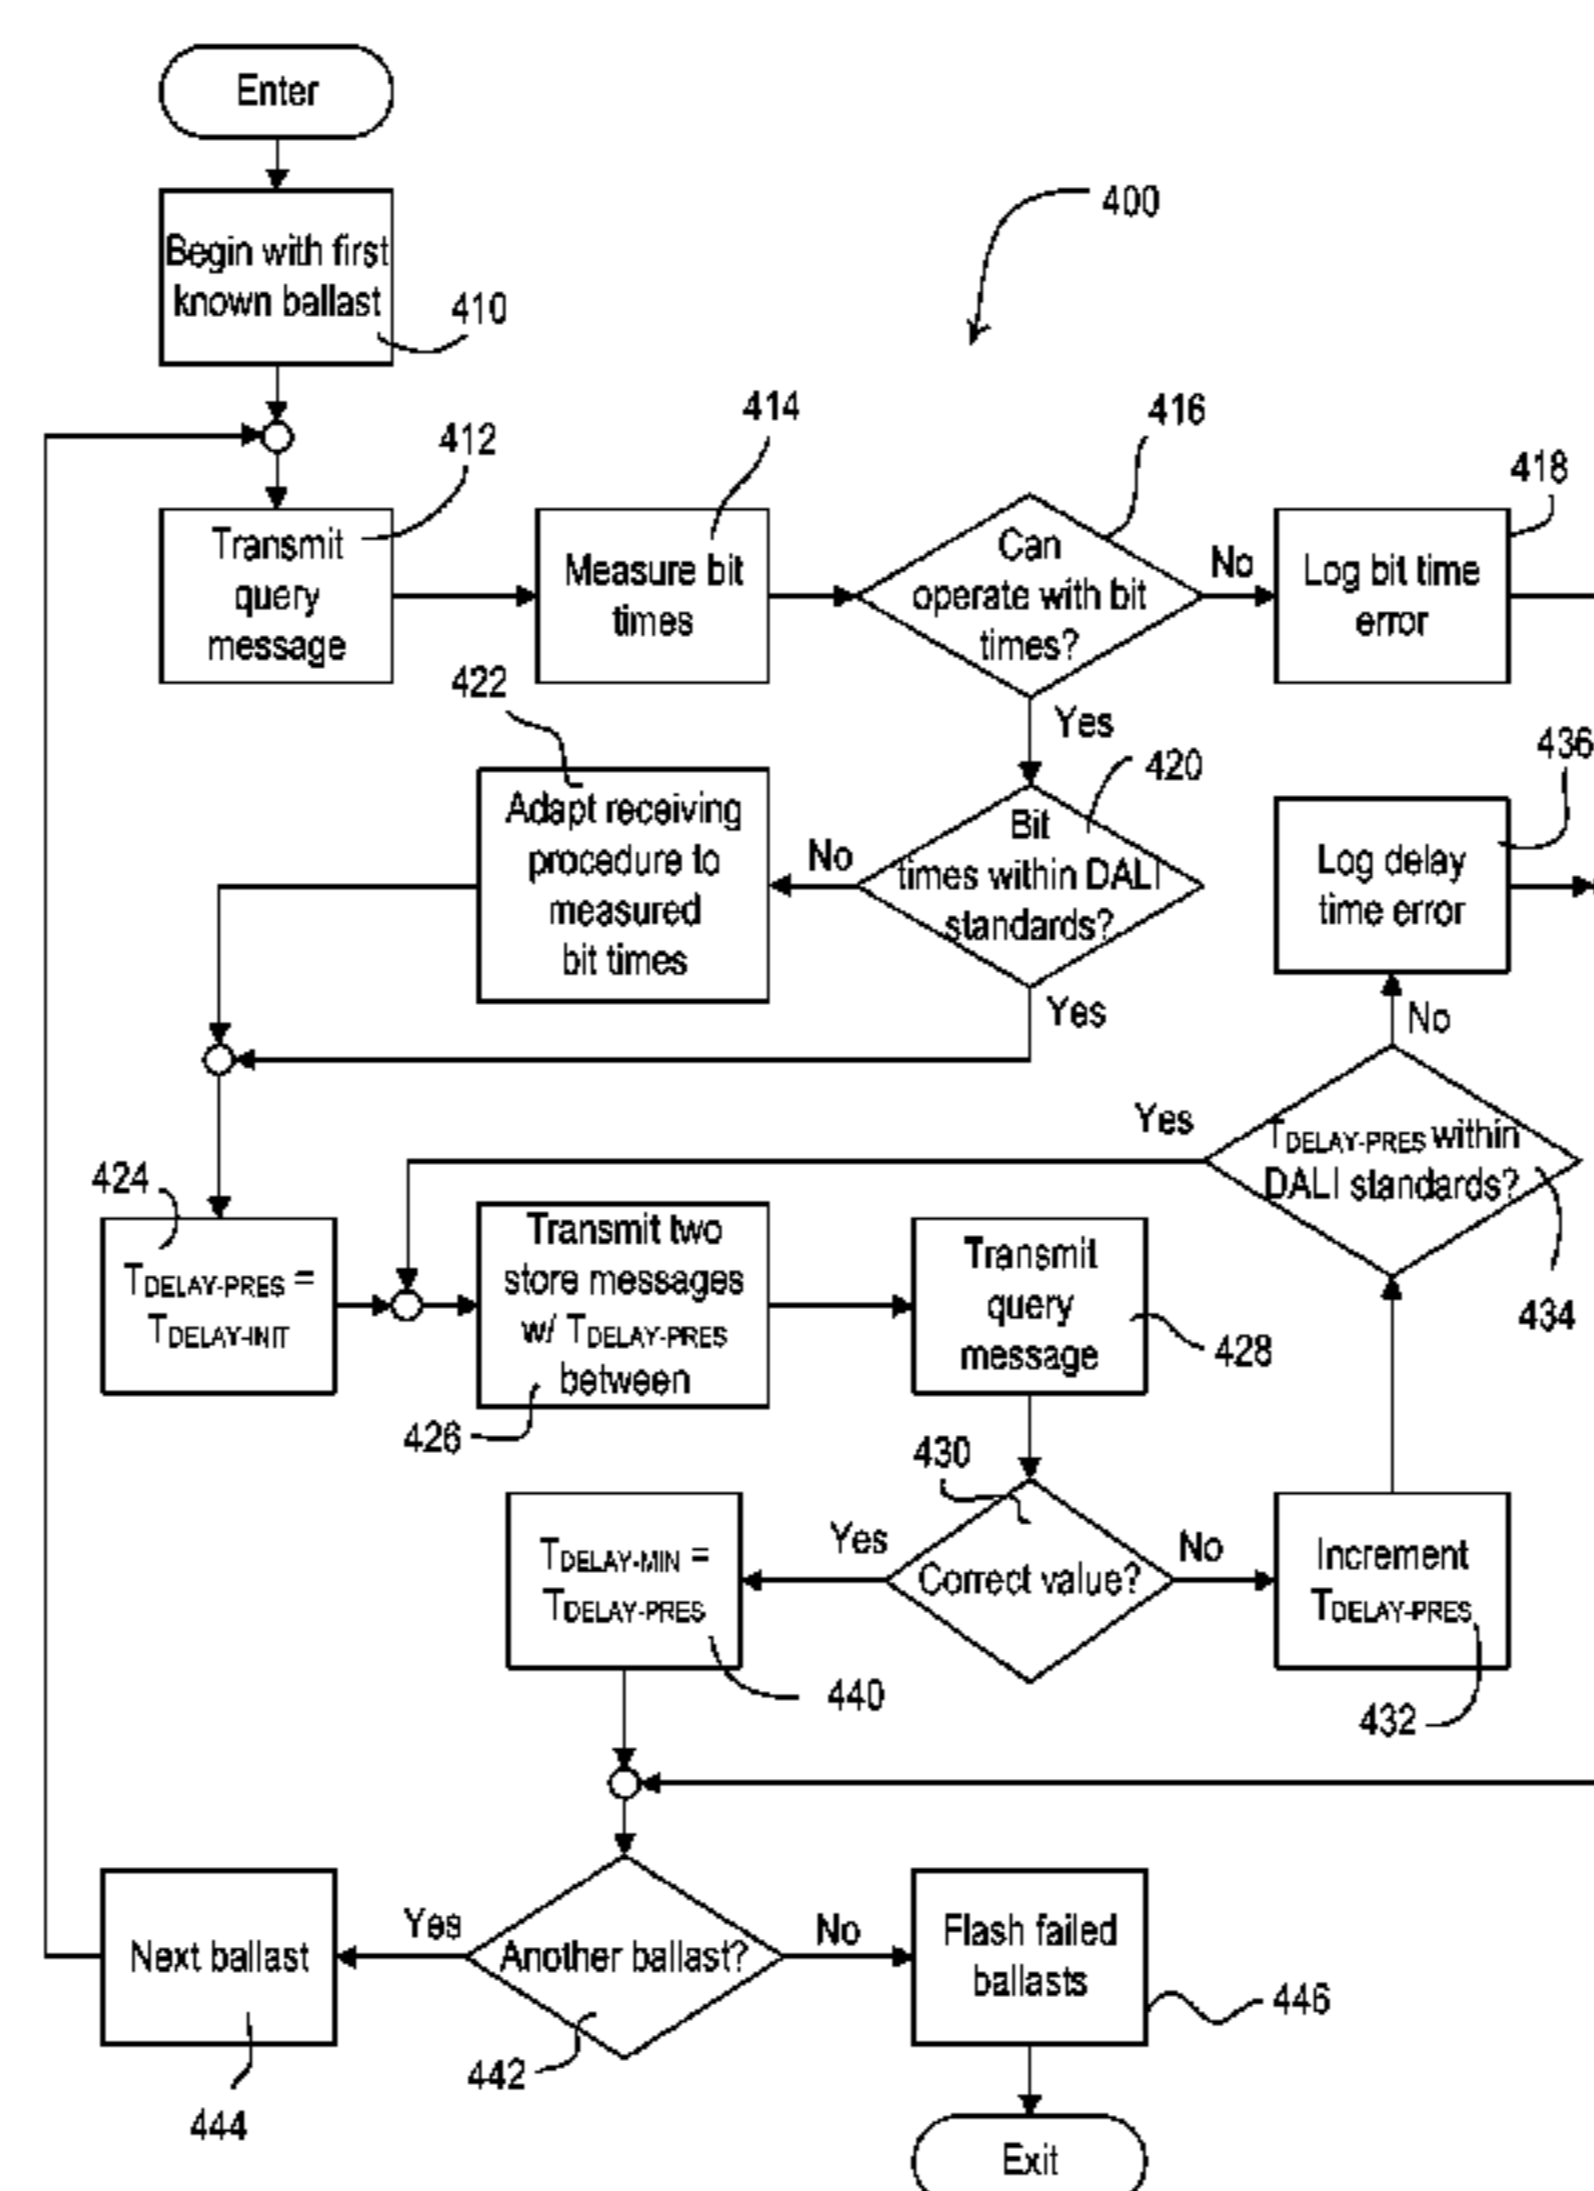 Enter
Begin with first
known ballast
410
400
412
414
416
418
Transmit
query
message
Measure bit
times
Can
operate with bit
times?
No
Log bit time
error
422
Yes
420
436
Adapt receiving
procedure to
measured
bit times
No
Bit
times within DALI
standards?
Log delay
time error
Yes
No
Yes
TDELAY-PRES within
DALI standards?
434
424
TDELAY-PRES =
TDELAY-INIT
Transmit two
store messages
w/ TDELAY-PRES
between
426
Transmit
query
message
428
430
TDELAY-MIN =
TDELAY-PRES
440
Yes
Correct value?
No
Increment
TDELAY-PRES
432
Next ballast
444
Yes
Another ballast?
442
No
Flash failed
ballasts
446
Exit